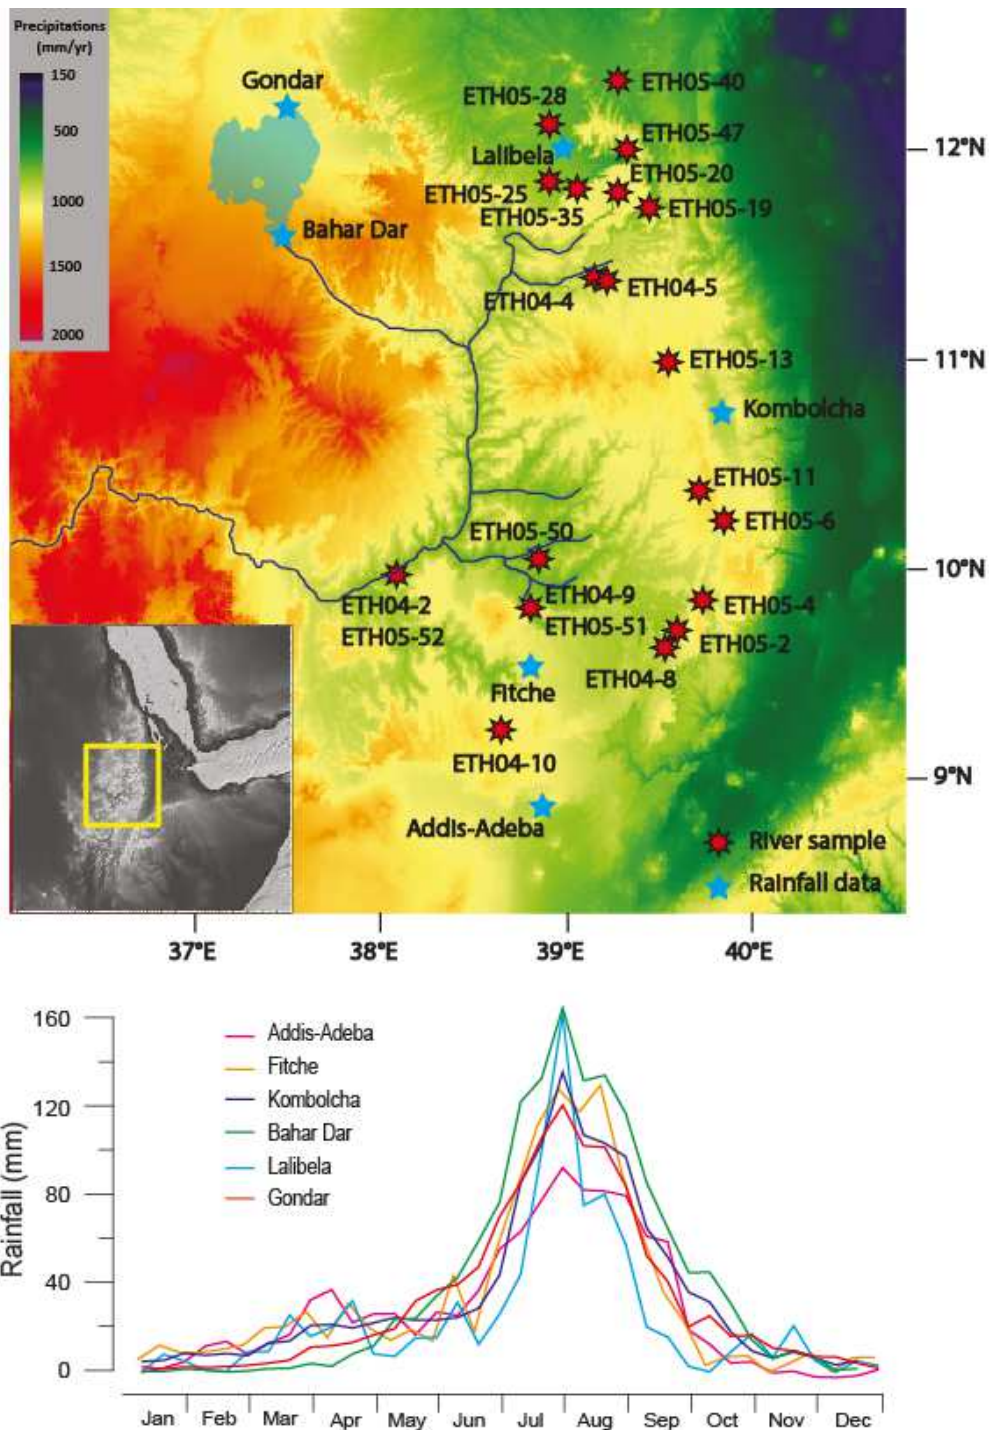 Precipitations
(mm/yr)
150
500
1000
1500
2000
Gondar
ETH05-40
ETH05-28
ETH05-47
Lalibela
12°N
ETH05-20
ETH05-25
ETH05-35
ETH05-19
Bahar Dar
ETH04-4
ETH04-5
ETH05-13
11°N
Kombolcha
ETH05-11
ETH05-6
ETH05-50
10°N
ETH04-2
ETH05-52
ETH04-9
ETH05-51
ETH05-4
ETH05-2
ETH04-8
Fitche
ETH04-10
9°N
Addis-Adeba
River sample
Rainfall data
37°E
38°E
39°E
40°E
Rainfall (mm)
160
120
80
40
0
Addis-Adeba
Fitche
Kombolcha
Bahar Dar
Lalibela
Gondar
Jan Feb Mar Apr May Jun Jul Aug Sep Oct Nov Dec